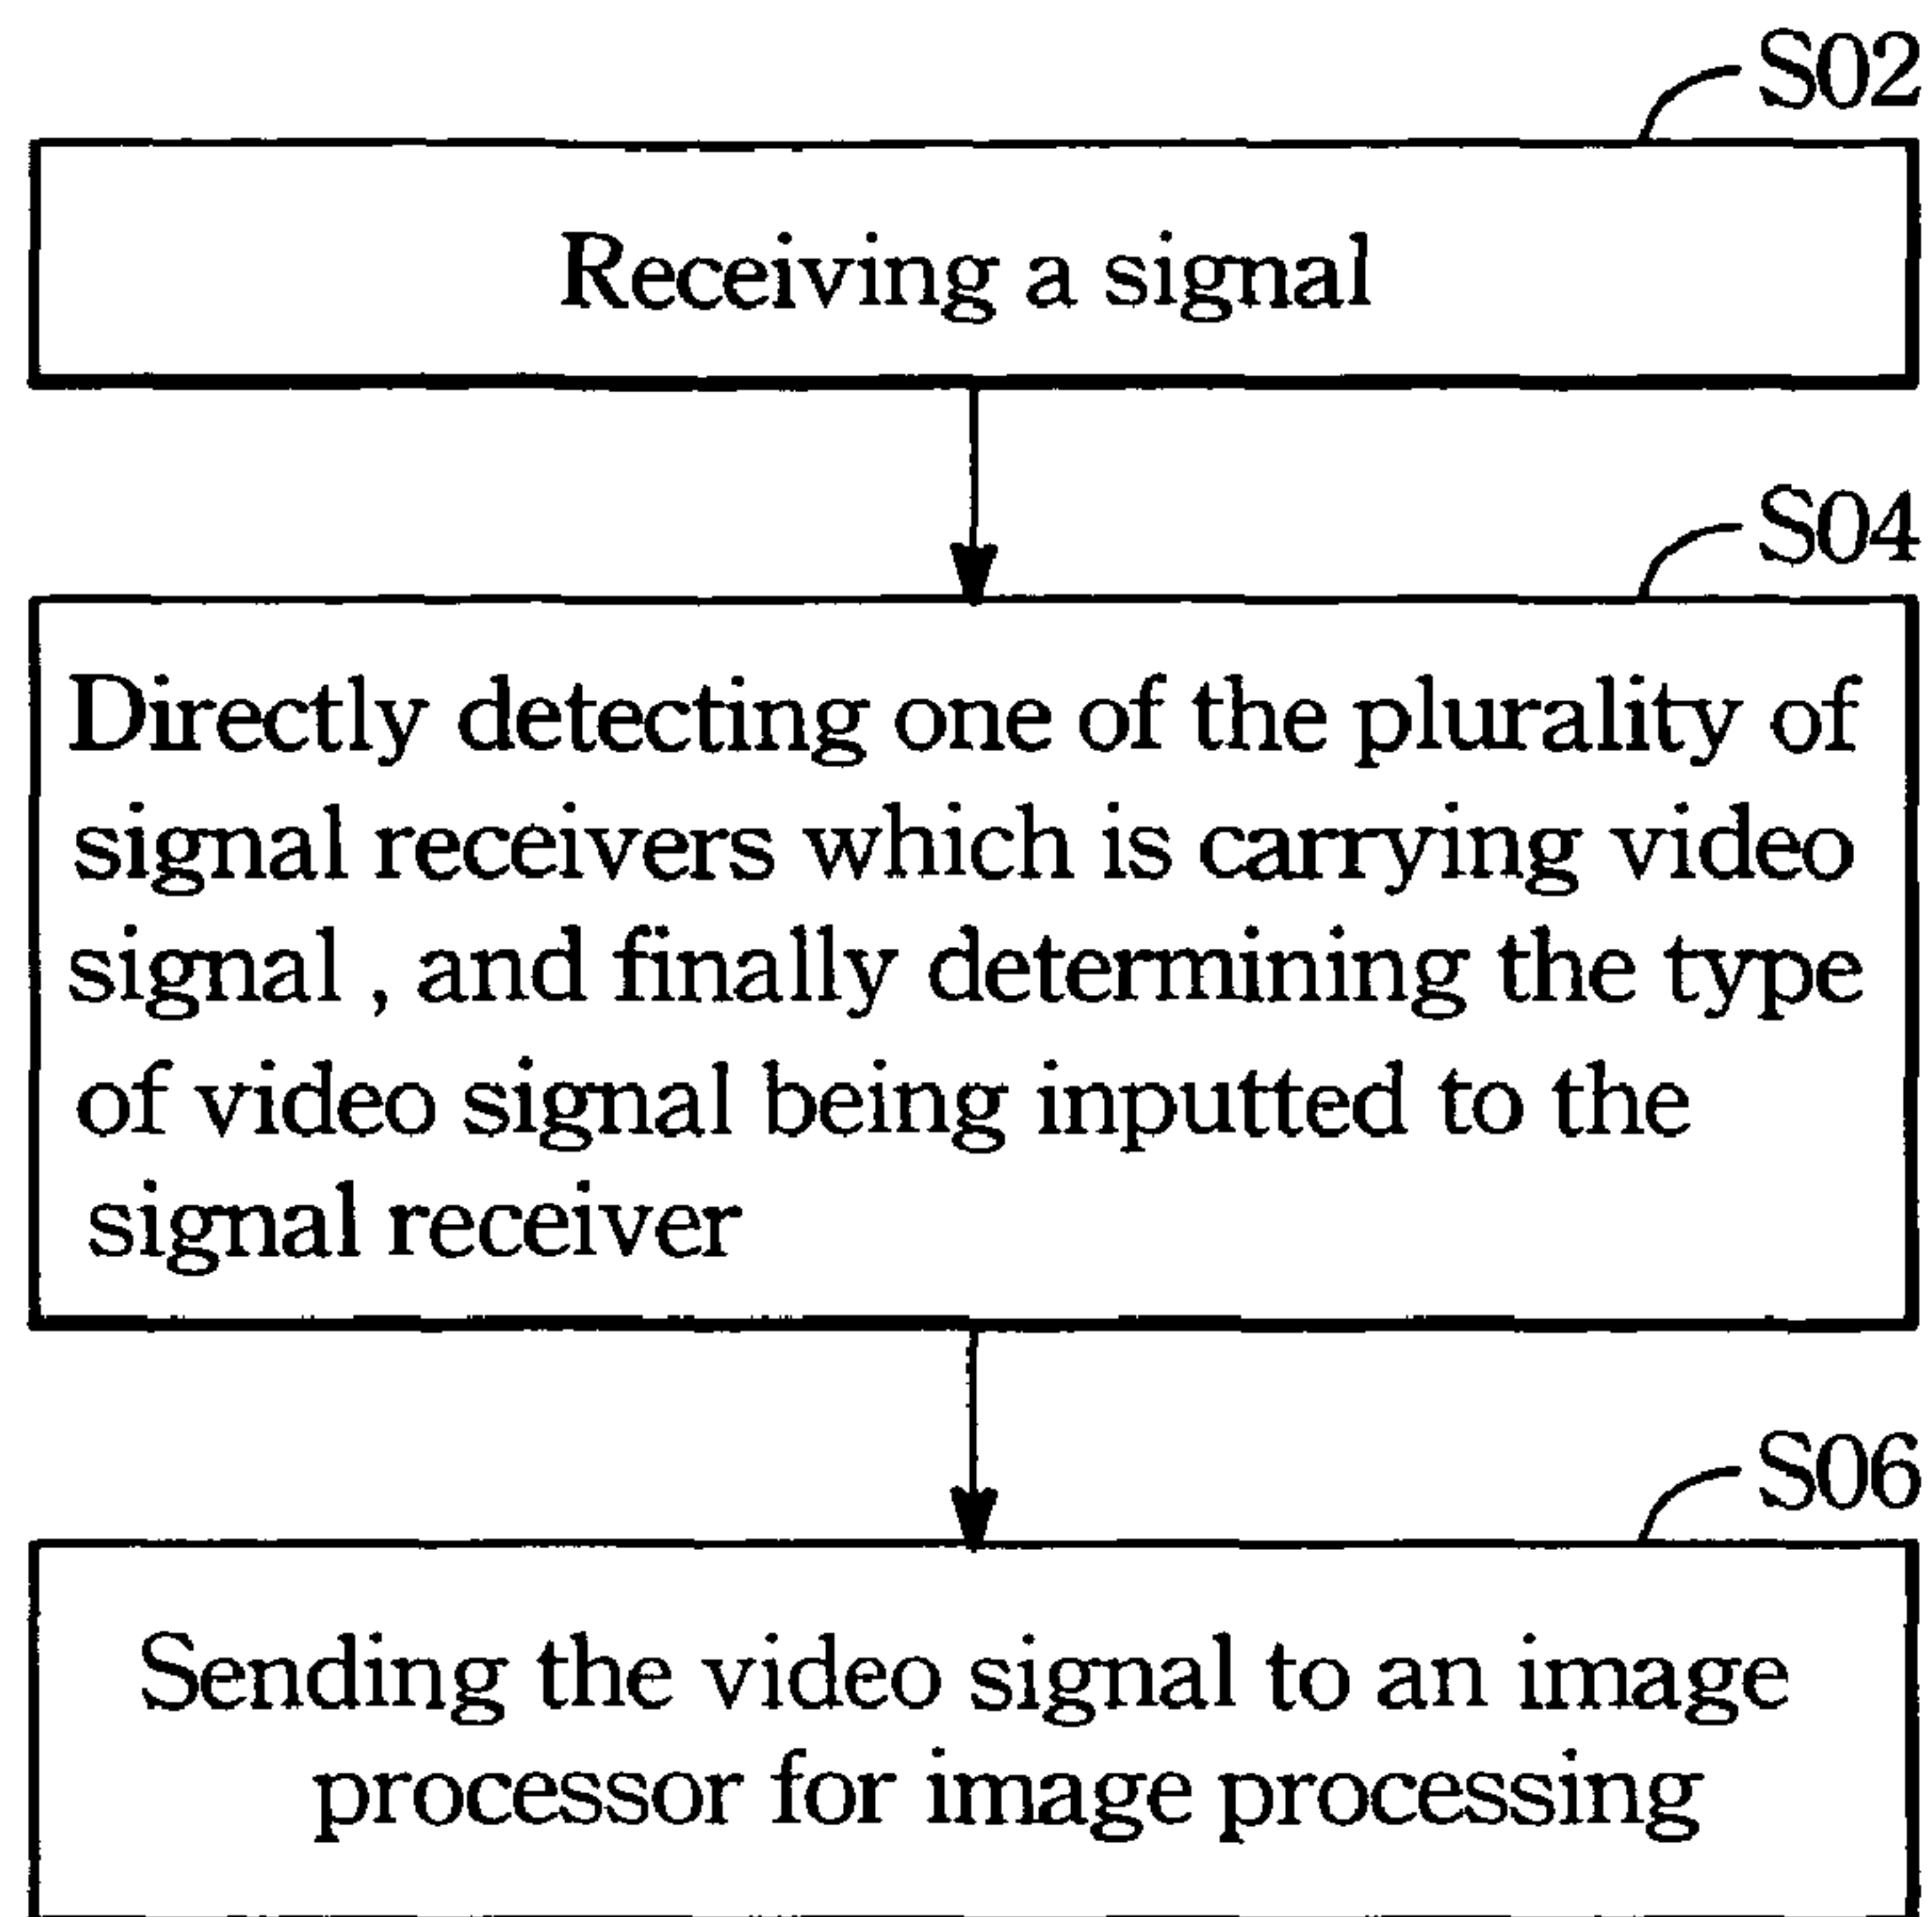 S02
Receiving a signal
S04
Directly detecting one of the plurality of
signal receivers which is carrying video
signal , and finally determining the type
of video signal being inputted to the
signal receiver
S06
Sending the video signal to an image
processor for image processing